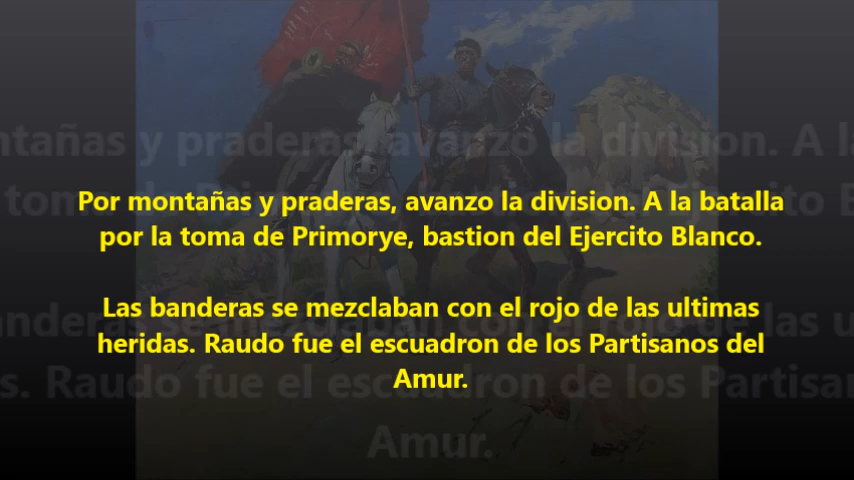 Por montañas y praderas, avanzo la division. A la batalla
por la toma de Primorye, bastion del Ejercito Blanco.
Las banderas se mezclaban con el rojo de las ultimas
heridas. Raudo fue el escuadron de los Partisanos del
Amur.